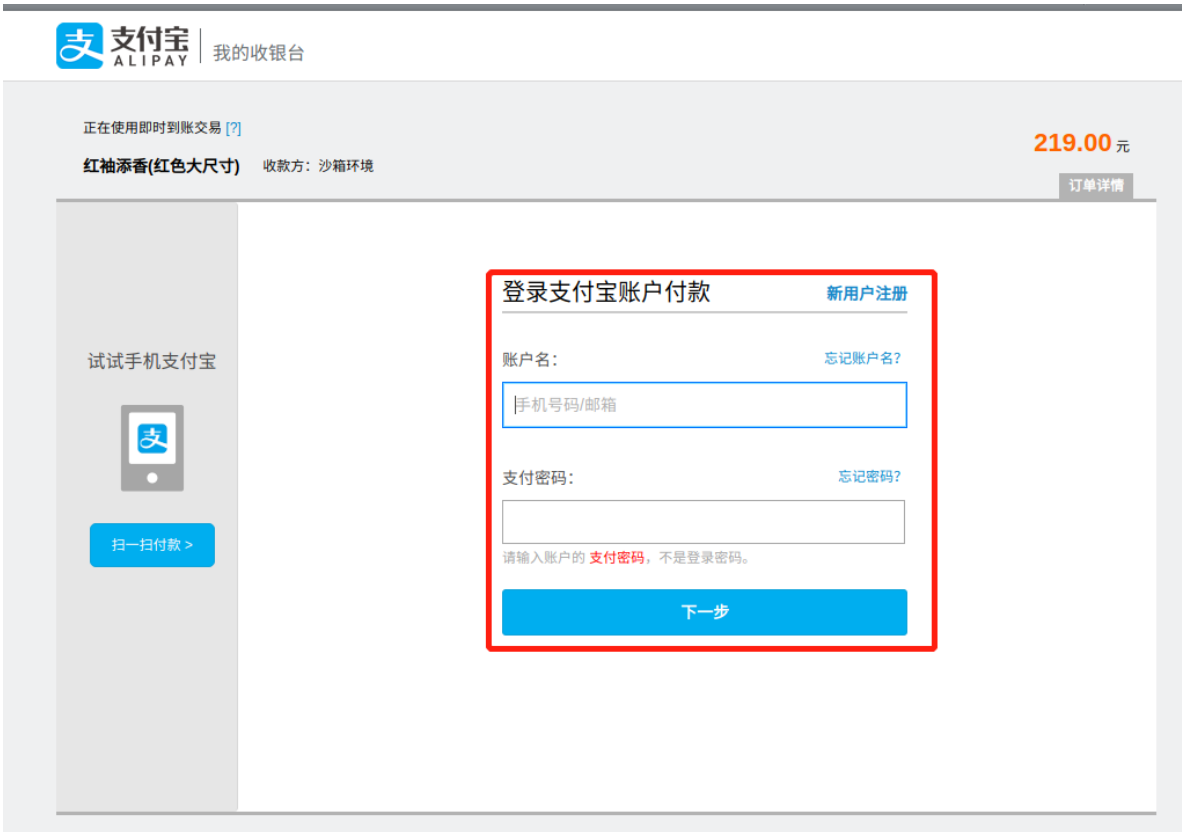 支 支付宝 ALIPAY 我的收银台
正在使用即时到账交易 [?]
219.00 元
红袖添香(红色大尺寸) 收款方：沙箱环境
订单详情
登录支付宝账户付款 新用户注册
试试手机支付宝
支
扫一扫付款 >
账户名： 忘记账户名?
手机号码/邮箱
支付密码： 忘记密码?
请输入账户的 支付密码，不是登录密码。
下一步